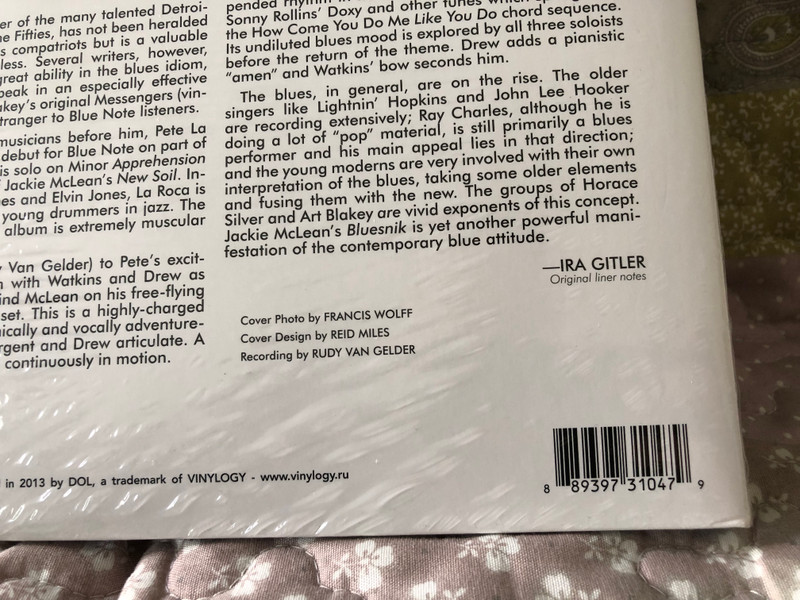 er of the many talented Detroi-
e Fifties, has not been heralded
s compatriots but is a valuable
less. Several writers, however,
great ability in the blues idiom,
peak in an especially effective
akey's original Messengers (vin-
tranger to Blue Note listeners.
musicians before him, Pete La
debut for Blue Note on part of
is solo on Minor Apprehension
f Jackie McLean's New Soil. In-
es and Elvin Jones, La Roca is
young drummers in jazz. The
album is extremely muscular
y Van Gelder) to Pete's excit-
n with Watkins and Drew as
ind McLean on his free-flying
set. This is a highly-charged
ically and vocally adventure-
rgent and Drew articulate. A
continuously in motion.
pended rhythm in
Sonny Rollins' Doxy and other tunes which
the How Come You Do Me Like You Do chord sequence.
Its undiluted blues mood is explored by all three soloists
before the return of the theme. Drew adds a pianistic
"amen" and Watkins' bow seconds him.
The blues, in general, are on the rise. The older
singers like Lightnin' Hopkins and John Lee Hooker
are recording extensively; Ray Charles, although he is
doing a lot of "pop" material, is still primarily a blues
performer and his main appeal lies in that direction;
and the young moderns are very involved with their own
interpretation of the blues, taking some older elements
and fusing them with the new. The groups of Horace
Silver and Art Blakey are vivid exponents of this concept.
Jackie McLean's Bluesnik is yet another powerful mani-
festation of the contemporary blue attitude.
—IRA GITLER
Original liner notes
Cover Photo by FRANCIS WOLFF
Cover Design by REID MILES
Recording by RUDY VAN GELDER
in 2013 by DOL, a trademark of VINYLOGY - www.vinylogy.ru
8 89397 31047 9